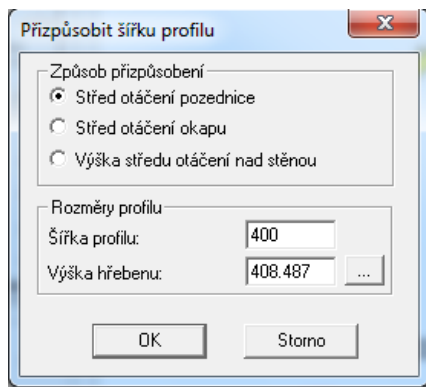 Přizpůsobit šířku profilu
Způsob přizpůsobení
Střed otáčení pozednice
Střed otáčení okapu
Výška středu otáčení nad stěnou
Rozměry profilu
Šířka profilu: 400
Výška hřebenu: 408.487 ...
OK Storno